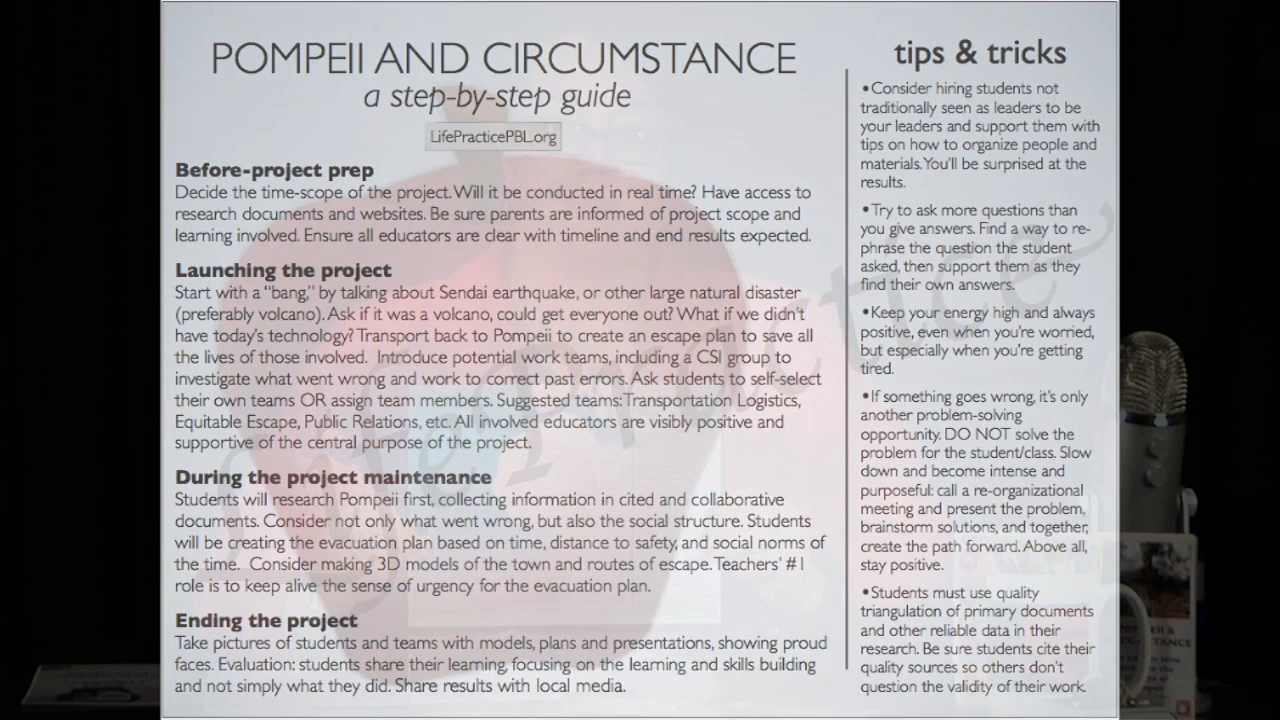 POMPEII AND CIRCUMSTANCE
a step-by-step guide
LifePracticePBL.org
Before-project prep
Decide the time-scope of the project. Will it be conducted in real time? Have access to
research documents and websites. Be sure parents are informed of project scope and
learning involved. Ensure all educators are clear with timeline and end results expected.
Launching the project
Start with a “bang,” by talking about Sendai earthquake, or other large natural disaster
(preferably volcano). Ask if it was a volcano, could get everyone out? What if we didn’t
have today’s technology? Transport back to Pompeii to create an escape plan to save all
the lives of those involved. Introduce potential work teams, including a CSI group to
investigate what went wrong and work to correct past errors. Ask students to self-select
their own teams OR assign team members. Suggested teams: Transportation Logistics,
Equitable Escape, Public Relations, etc. All involved educators are visibly positive and
supportive of the central purpose of the project.
During the project maintenance
Students will research Pompeii first, collecting information in cited and collaborative
documents. Consider not only what went wrong, but also the social structure. Students
will be creating the evacuation plan based on time, distance to safety, and social norms of
the time. Consider making 3D models of the town and routes of escape. Teachers’ #1
role is to keep alive the sense of urgency for the evacuation plan.
Ending the project
Take pictures of students and teams with models, plans and presentations, showing proud
faces. Evaluation: students share their learning, focusing on the learning and skills building
and not simply what they did. Share results with local media.
tips & tricks
•Consider hiring students not
traditionally seen as leaders to be
your leaders and support them with
tips on how to organize people and
materials. You’ll be surprised at the
results.
•Try to ask more questions than
you give answers. Find a way to re-
phrase the question the student
asked, then support them as they
find their own answers.
•Keep your energy high and always
positive, even when you’re worried,
but especially when you’re getting
tired.
•If something goes wrong, it’s only
another problem-solving
opportunity. DO NOT solve the
problem for the student/class. Slow
down and become intense and
purposeful: call a re-organizational
meeting and present the problem,
brainstorm solutions, and together,
create the path forward. Above all,
stay positive.
•Students must use quality
triangulation of primary documents
and other reliable data in their
research. Be sure students cite their
quality sources so others don’t
question the validity of their work.
LifePractice